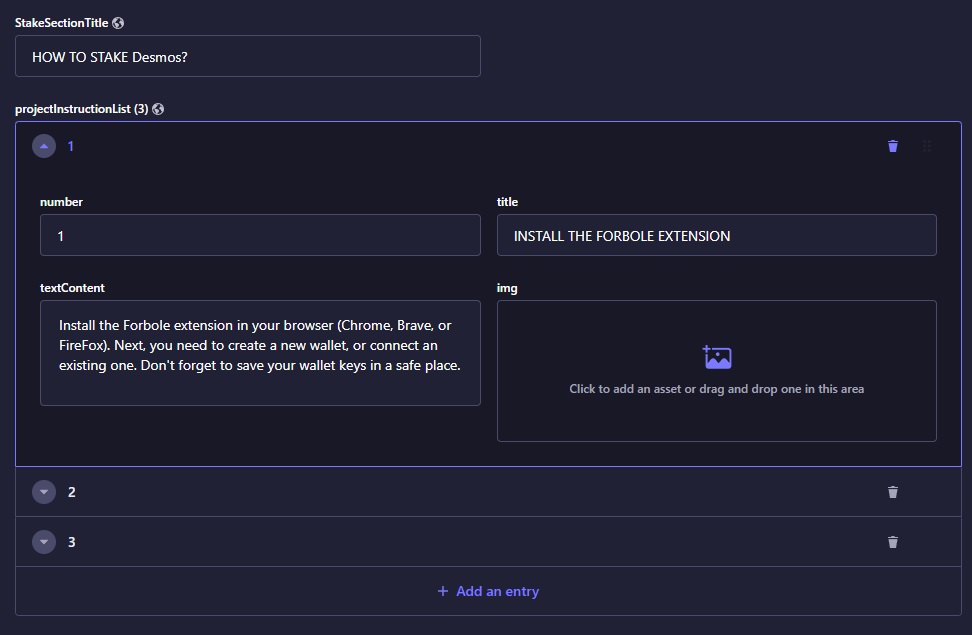 StakeSectionTitle
HOW TO STAKE Desmos?
projectInstructionList (3)
1
number
title
1
INSTALL THE FORBOLE EXTENSION
textContent
img
Install the Forbole extension in your browser (Chrome, Brave, or
FireFox). Next, you need to create a new wallet, or connect an
existing one. Don't forget to save your wallet keys in a safe place.
Click to add an asset or drag and drop one in this area
2
3
+ Add an entry